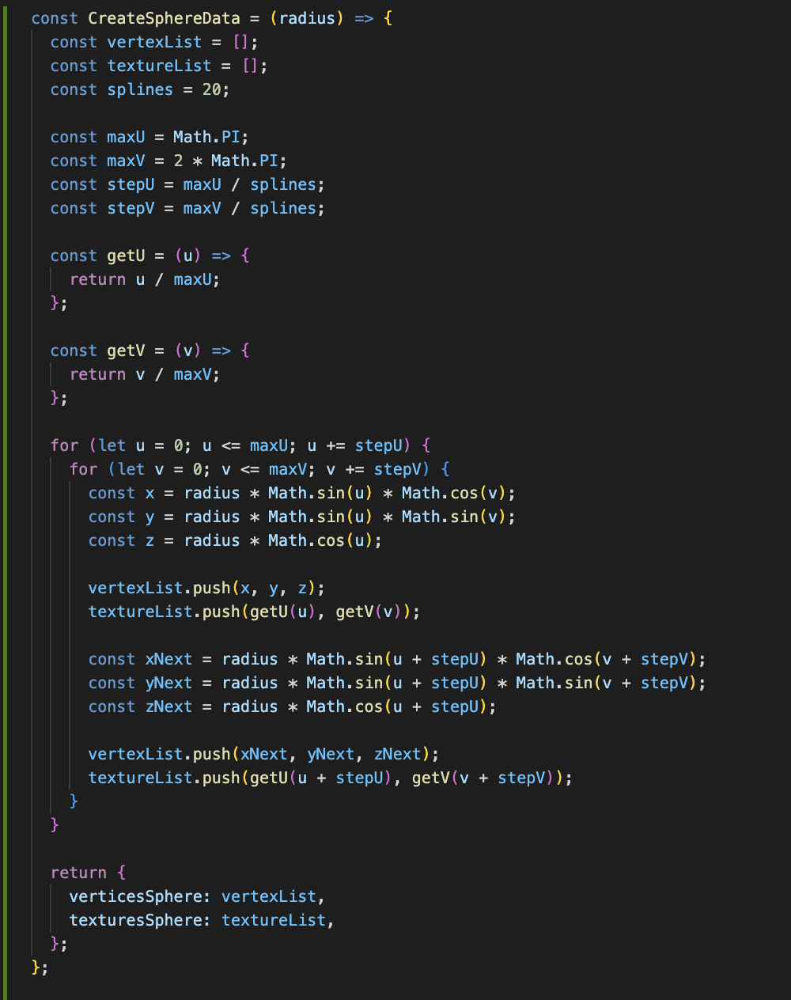 const CreateSphereData = (radius) => {
  const vertexList = [];
  const textureList = [];
  const splines = 20;

  const maxU = Math.PI;
  const maxV = 2 * Math.PI;
  const stepU = maxU / splines;
  const stepV = maxV / splines;

  const getU = (u) => {
    return u / maxU;
  };

  const getV = (v) => {
    return v / maxV;
  };

  for (let u = 0; u <= maxU; u += stepU) {
    for (let v = 0; v <= maxV; v += stepV) {
      const x = radius * Math.sin(u) * Math.cos(v);
      const y = radius * Math.sin(u) * Math.sin(v);
      const z = radius * Math.cos(u);

      vertexList.push(x, y, z);
      textureList.push(getU(u), getV(v));

      const xNext = radius * Math.sin(u + stepU) * Math.cos(v + stepV);
      const yNext = radius * Math.sin(u + stepU) * Math.sin(v + stepV);
      const zNext = radius * Math.cos(u + stepU);

      vertexList.push(xNext, yNext, zNext);
      textureList.push(getU(u + stepU), getV(v + stepV));
    }
  }

  return {
    verticesSphere: vertexList,
    texturesSphere: textureList,
  };
};